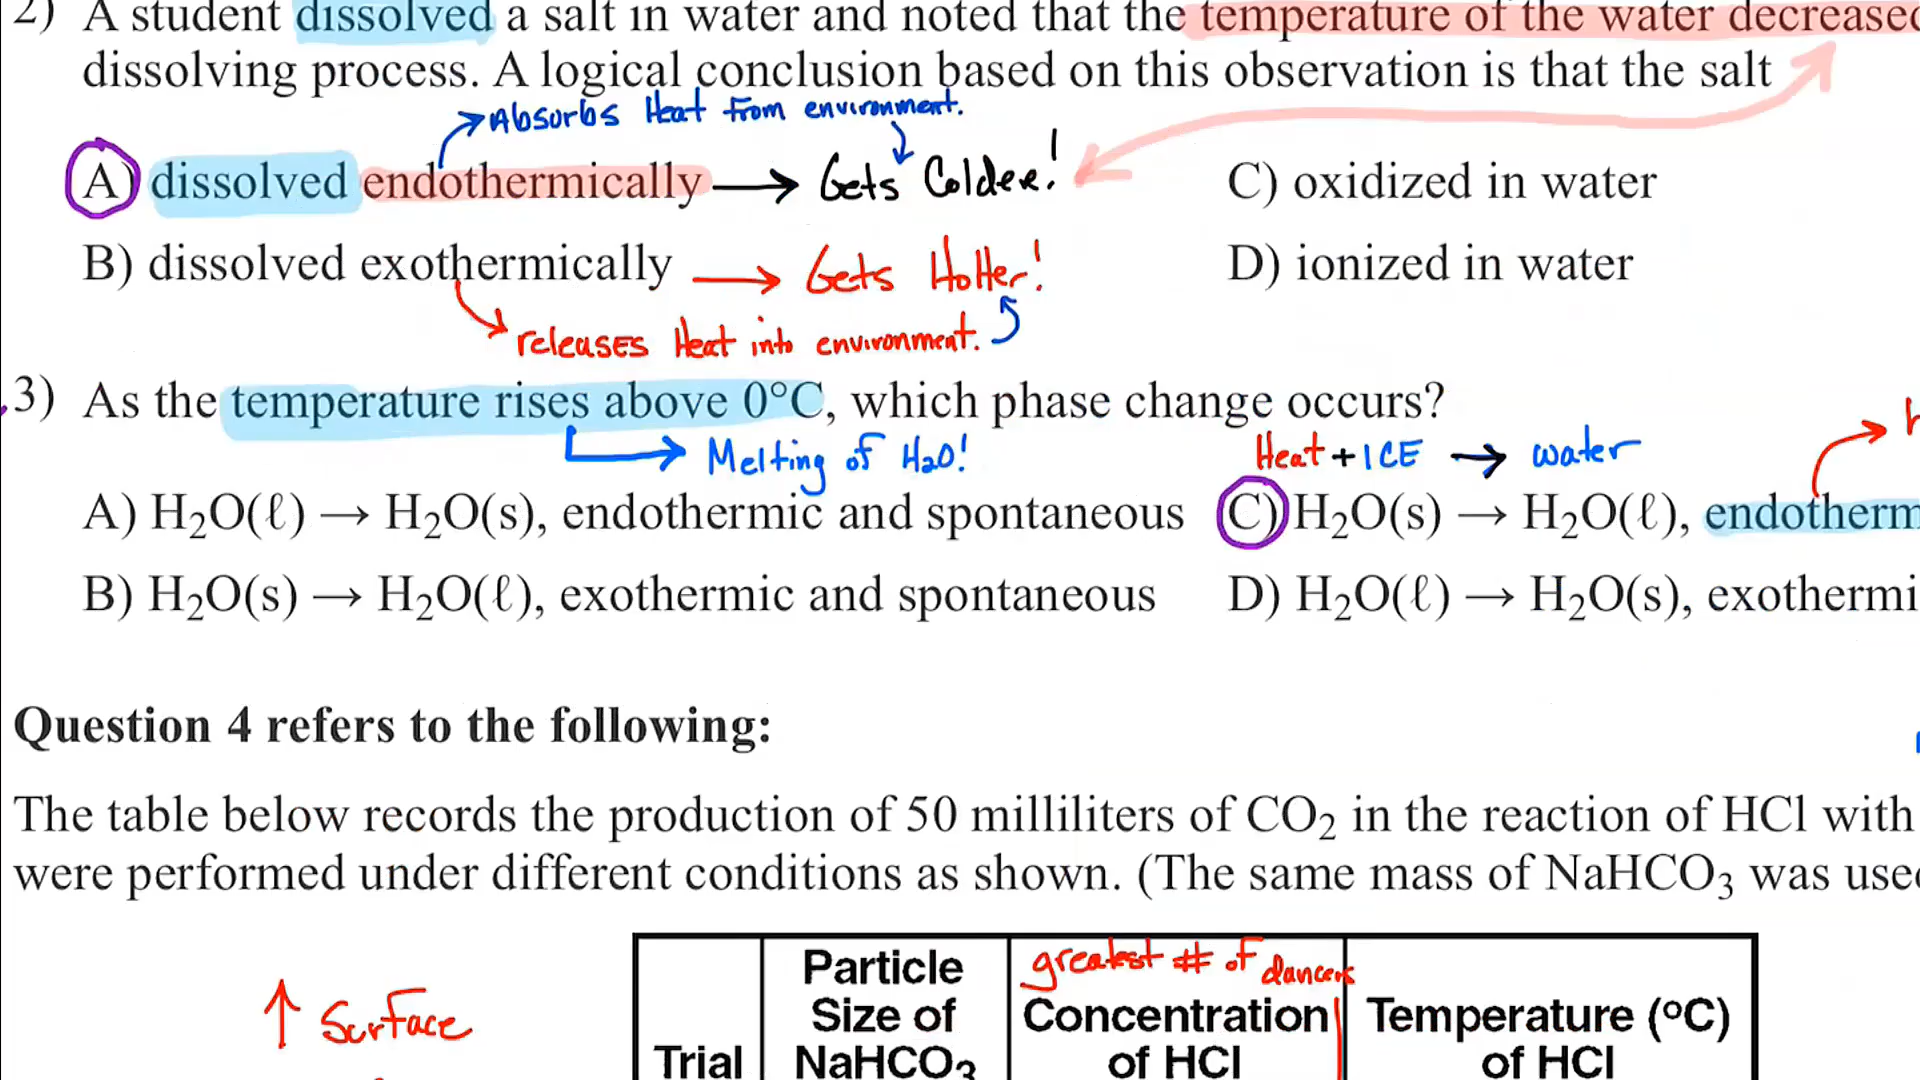 2) A student dissolved a salt in water and noted that the temperature of the water decreased
dissolving process. A logical conclusion based on this observation is that the salt
Absorbs Heat From environment.
A) dissolved endothermically → Gets Colder! C) oxidized in water
B) dissolved exothermically → Gets Hotter! D) ionized in water
releases Heat into environment.
3) As the temperature rises above 0°C, which phase change occurs?
Melting of H₂O! Heat + ICE → water
A) H₂O(ℓ) → H₂O(s), endothermic and spontaneous C) H₂O(s) → H₂O(ℓ), endotherm
B) H₂O(s) → H₂O(ℓ), exothermic and spontaneous D) H₂O(ℓ) → H₂O(s), exothermi
Question 4 refers to the following:
The table below records the production of 50 milliliters of CO₂ in the reaction of HCl with
were performed under different conditions as shown. (The same mass of NaHCO₃ was used
↑ Surface
greatest # of dancers
Trial
Particle
Size of
NaHCO₃
Concentration
of HCl
Temperature (°C)
of HCl